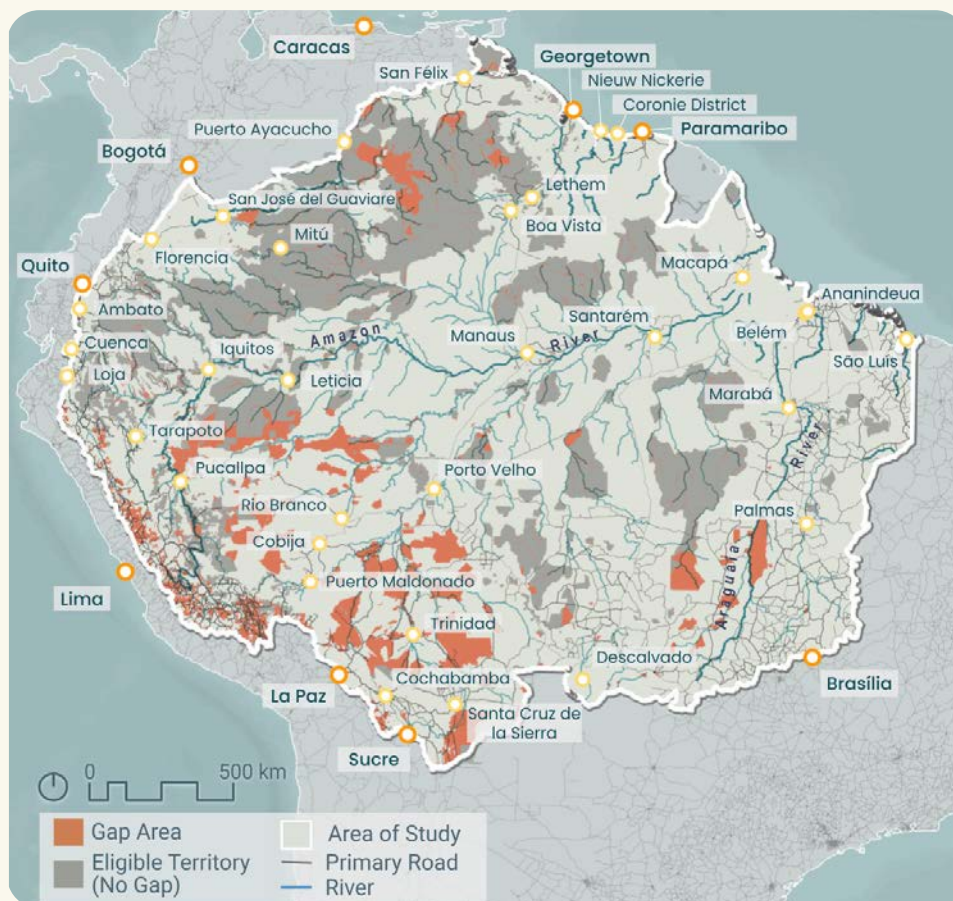 Caracas
Georgetown
San Félix
Nieuw Nickerie
Coronie District
Puerto Ayacucho
Paramaribo
Bogotá
Lethem
San José del Guaviare
Boa Vista
Mitú
Florencia
Macapá
Quito
Ananindeua
Ambato
Amazon
River
Manaus
Santarém
Belém
Cuenca
Iquitos
São Luís
Loja
Leticia
Marabá
Tarapoto
River
Pucallpa
Porto Velho
Rio Branco
Palmas
Cobija
Araguaia
Puerto Maldonado
Lima
Trinidad
Descalvado
Cochabamba
La Paz
Brasília
Santa Cruz de
la Sierra
Sucre
0 500 km
Gap Area
Area of Study
Eligible Territory
(No Gap)
Primary Road
River